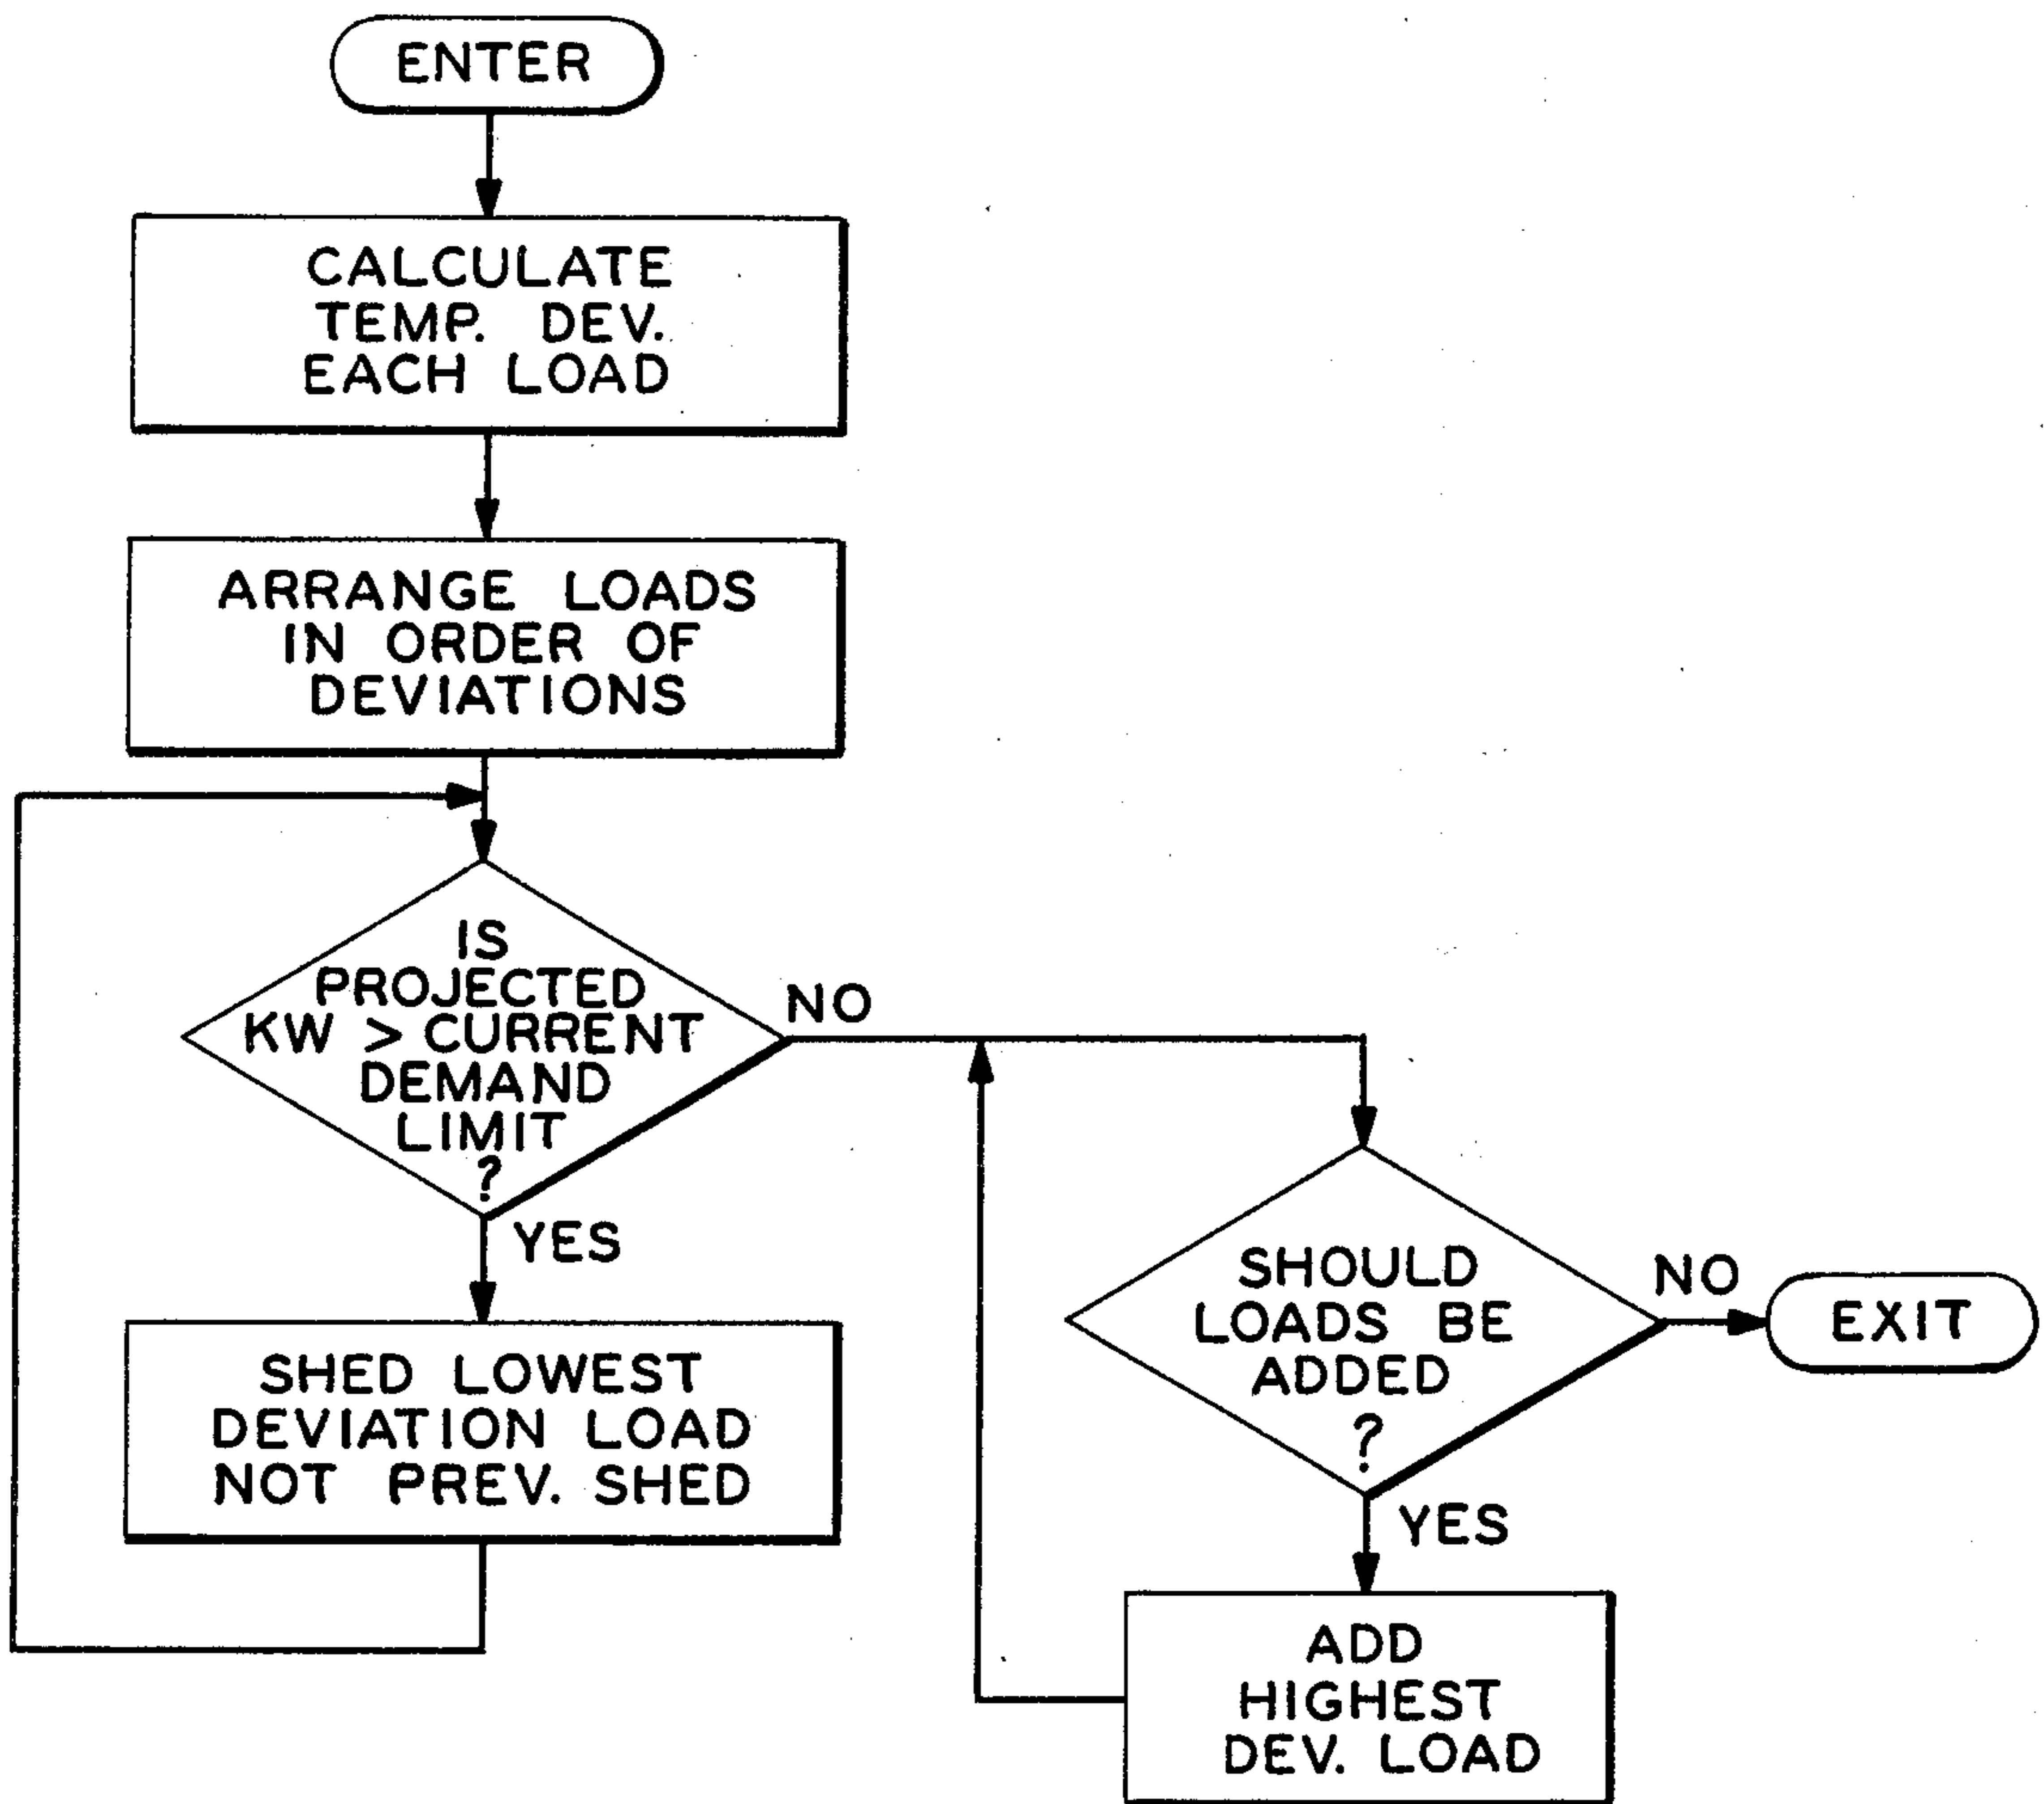 ENTER
CALCULATE
TEMP. DEV.
EACH LOAD
ARRANGE LOADS
IN ORDER OF
DEVIATIONS
IS
PROJECTED
KW > CURRENT
DEMAND
LIMIT
?
NO
YES
SHED LOWEST
DEVIATION LOAD
NOT PREV. SHED
SHOULD
LOADS BE
ADDED
?
NO
EXIT
YES
ADD
HIGHEST
DEV. LOAD